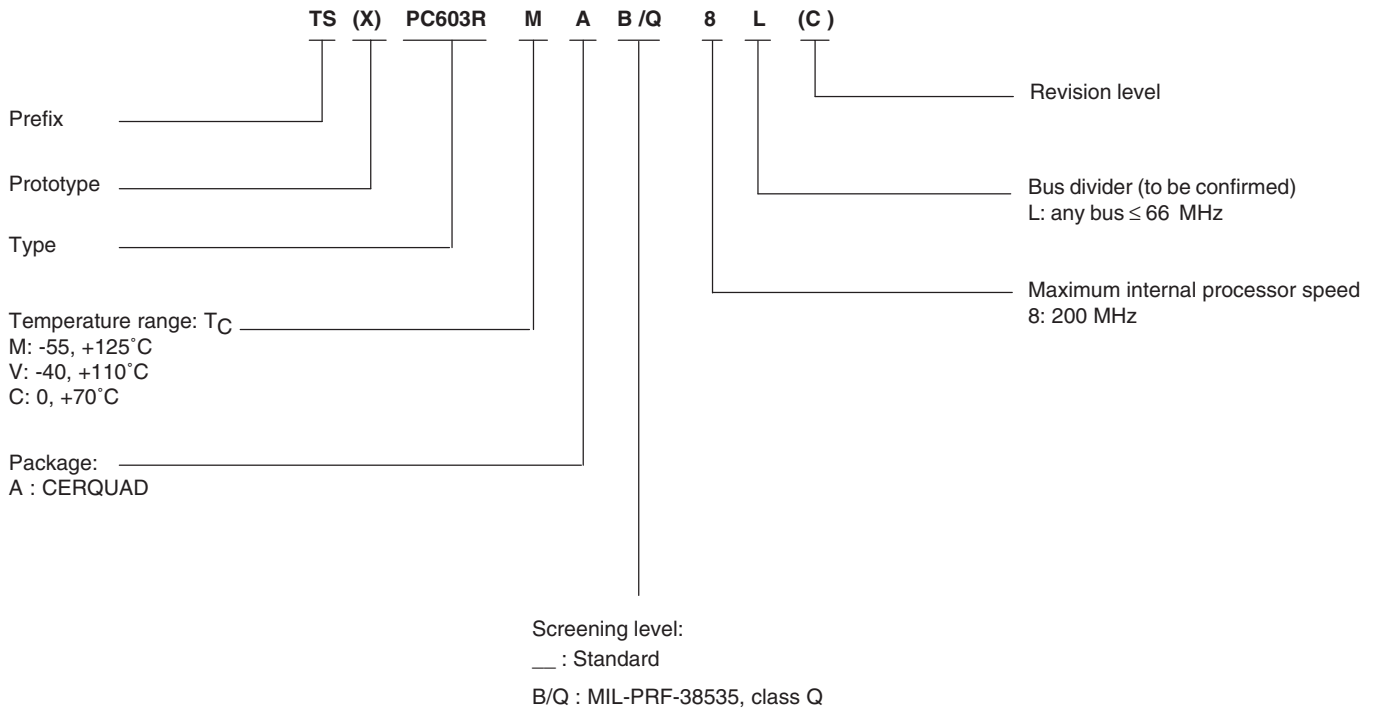 TS (X) PC603R M A B /Q 8 L (C )
Revision level
Prefix
Prototype
Bus divider (to be confirmed)
L: any bus ≤ 66 MHz
Type
Maximum internal processor speed
8: 200 MHz
Temperature range: TC
M: -55, +125˚C
V: -40, +110˚C
C: 0, +70˚C
Package:
A : CERQUAD
Screening level:
__ : Standard
B/Q : MIL-PRF-38535, class Q